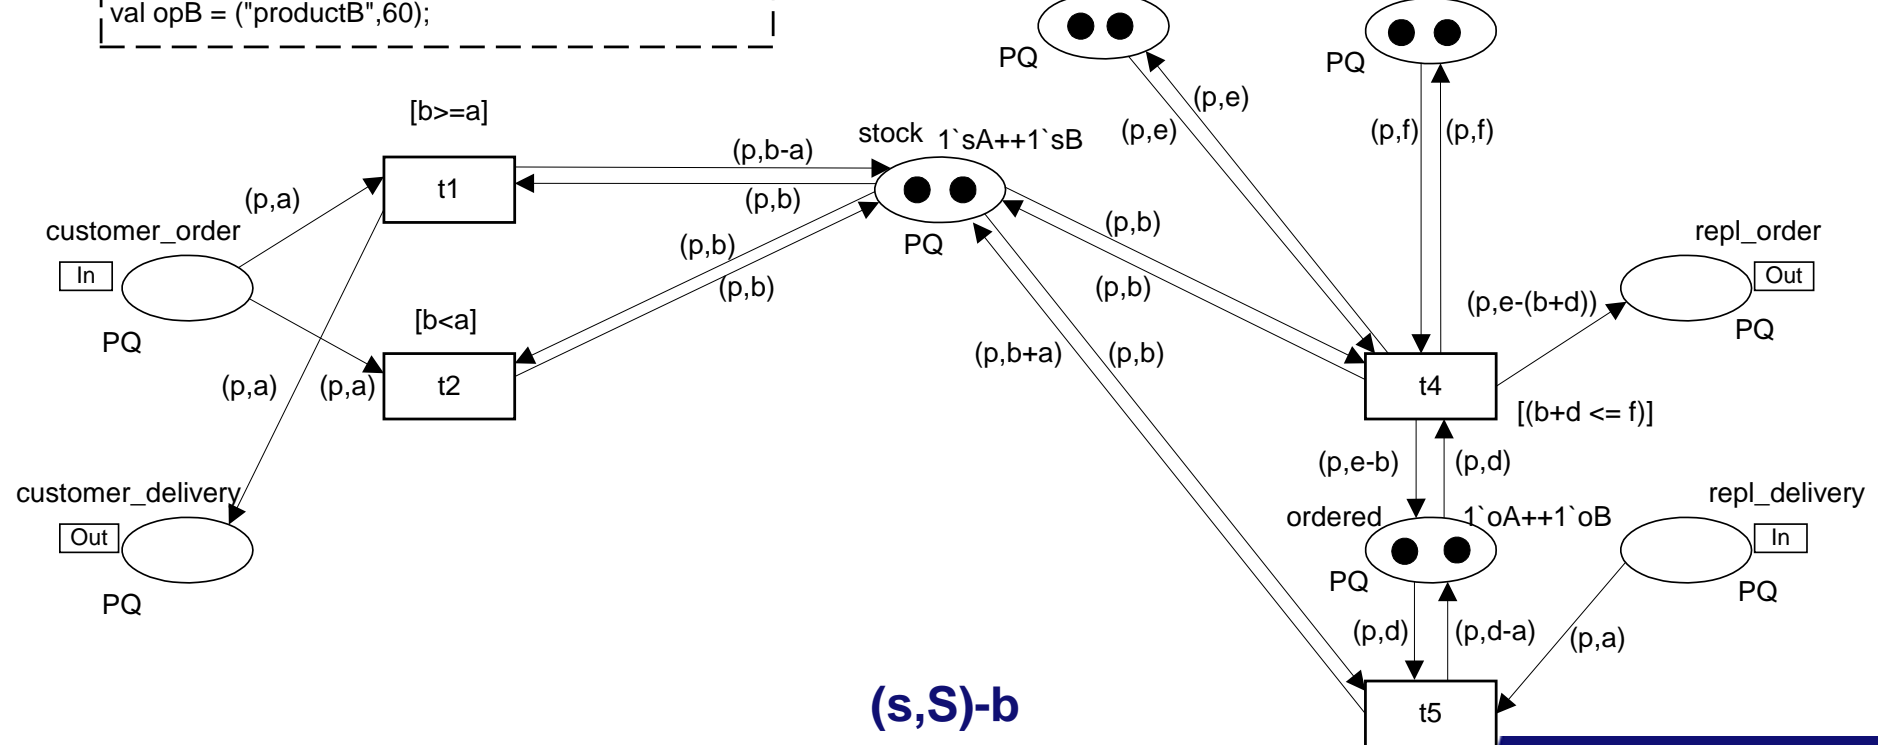 val opB = ("productB",60);
PQ
PQ
[b>=a]
(p,e)
(p,e)
(p,f)
(p,f)
stock
1`sA++1`sB
(p,b-a)
t1
(p,a)
(p,b)
customer_order
(p,b)
PQ
(p,b)
repl_order
In
Out
(p,b)
(p,b)
(p,e-(b+d))
[b<a]
PQ
PQ
(p,b+a)
(p,b)
(p,a)
(p,a)
t2
t4
[(b+d <= f)]
(p,e-b)
(p,d)
customer_delivery
repl_delivery
ordered
1`oA++1`oB
Out
In
PQ
PQ
PQ
(p,d)
(p,d-a)
(p,a)
(s,S)-b
t5